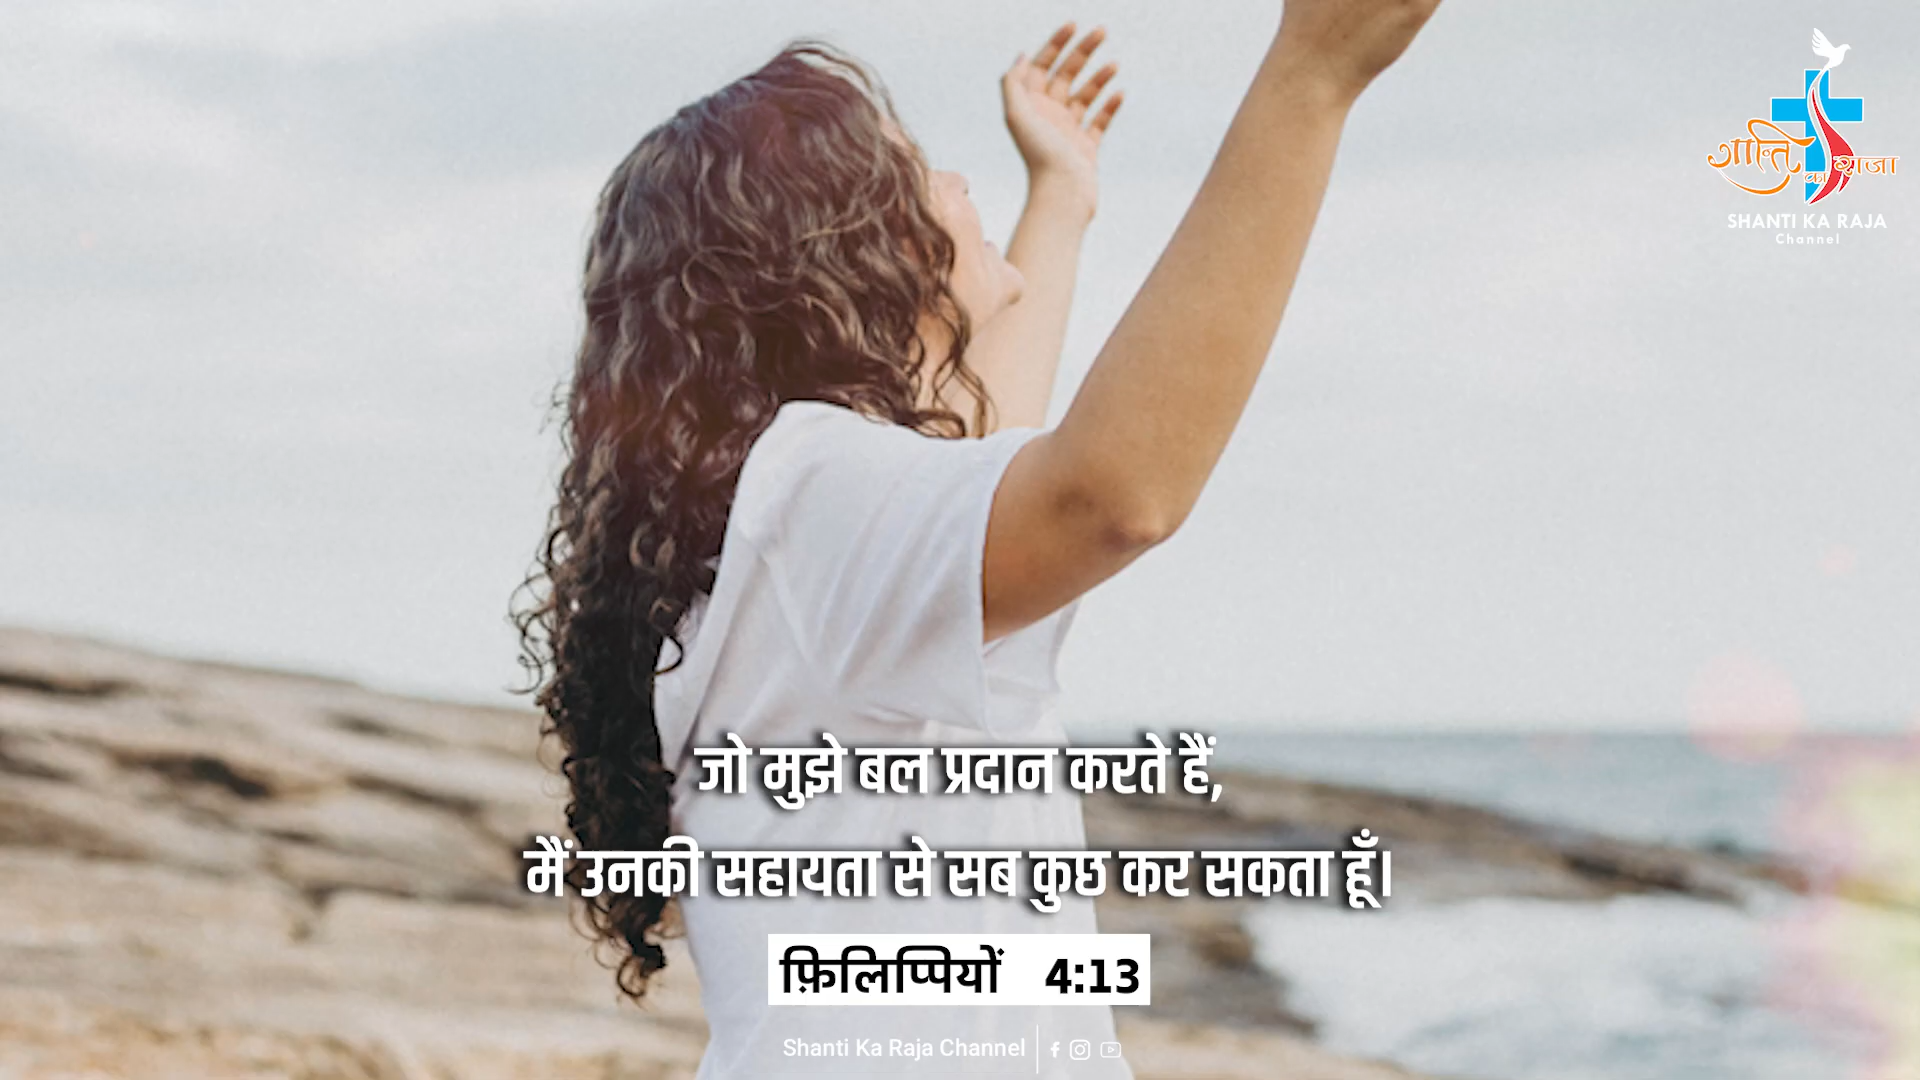 शान्ति का राजा
SHANTI KA RAJA
Channel
जो मुझे बल प्रदान करते हैं,
मैं उनकी सहायता से सब कुछ कर सकता हूँ।
फ़िलिप्पियों 4:13
Shanti Ka Raja Channel